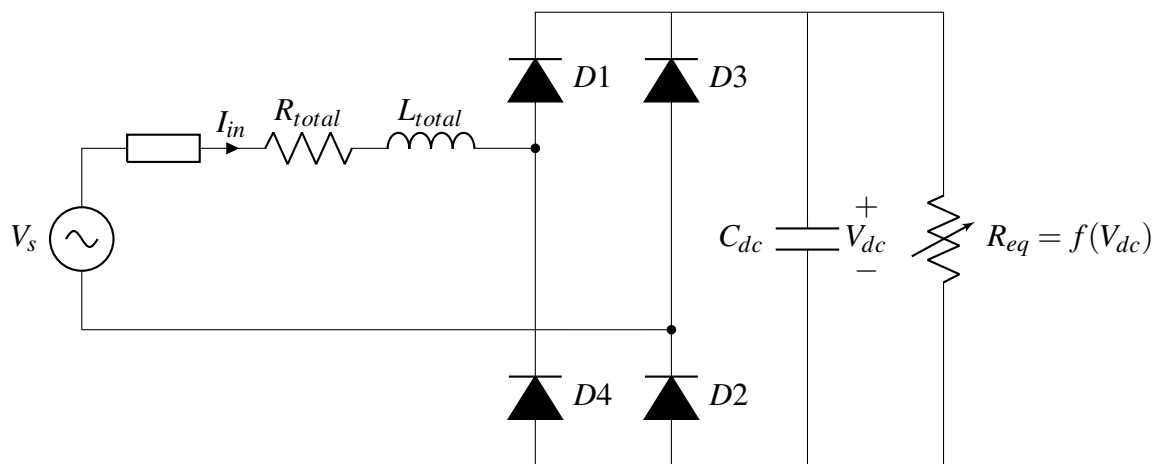 D1
D3
I_in
R_total
L_total
V_s
C_dc
+
V_dc
−
R_eq = f(V_dc)
D4
D2